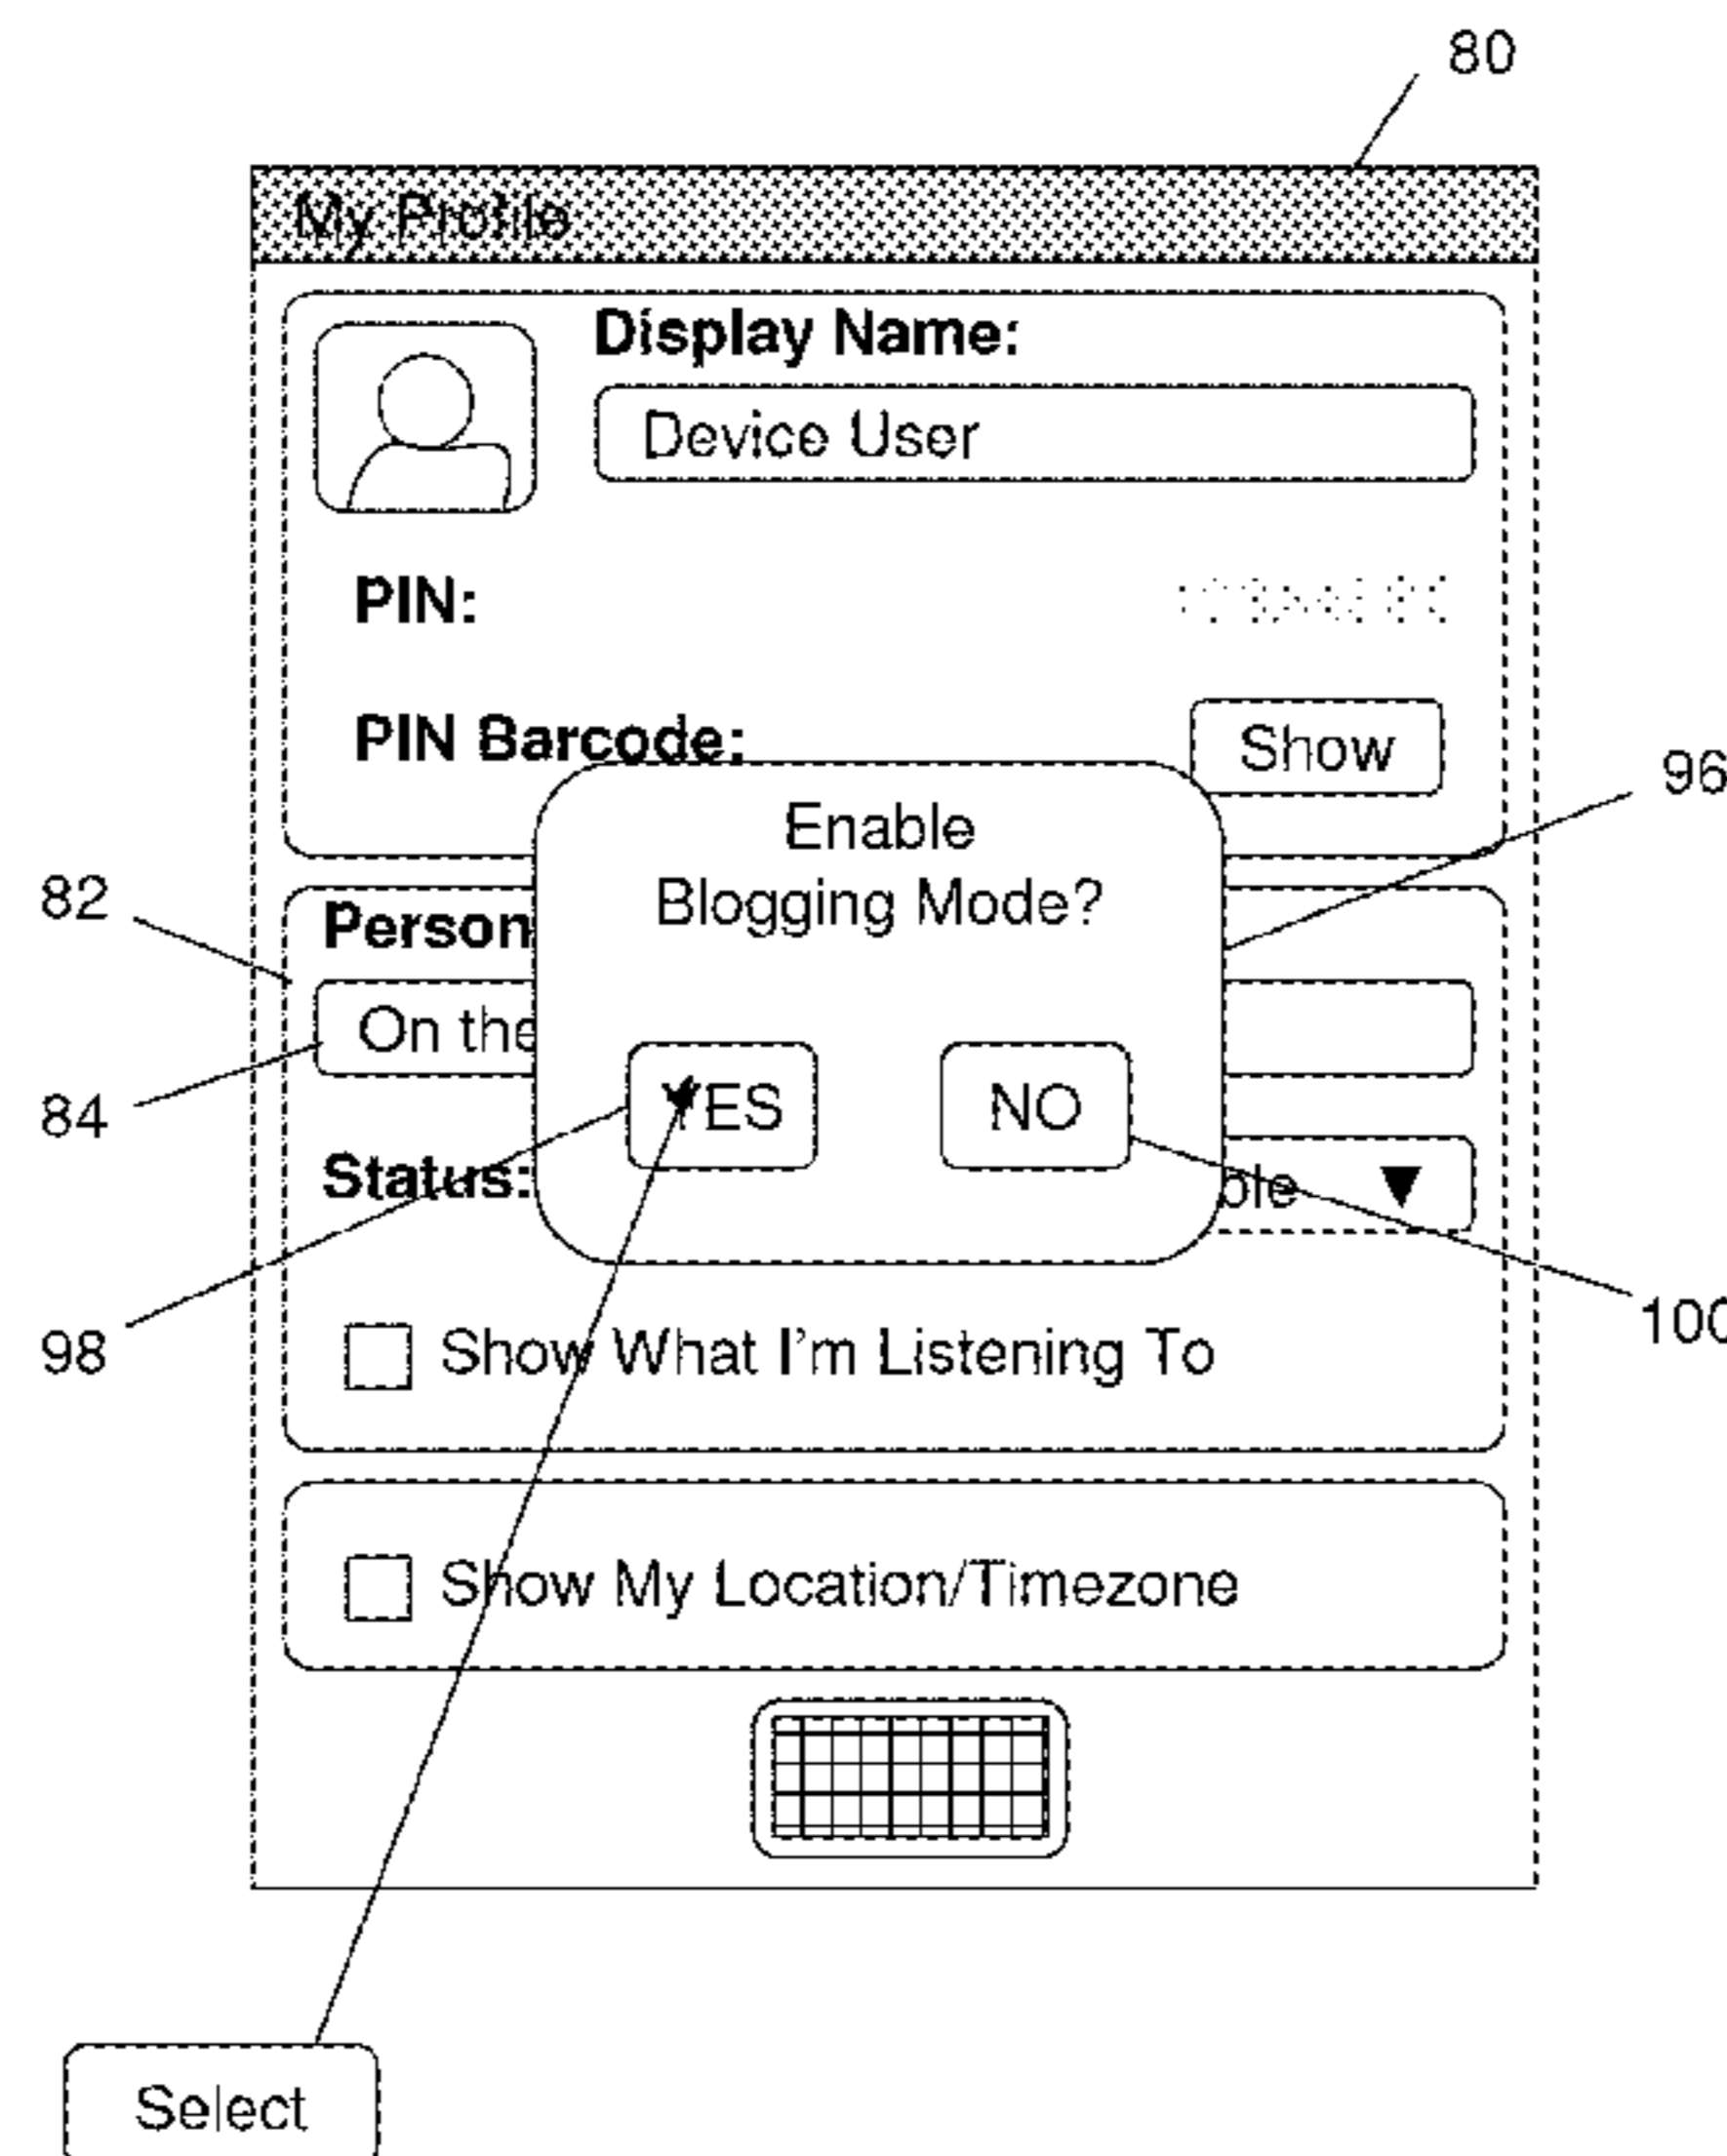 80
My Profile
Display Name:
Device User
PIN:
PIN Barcode:
Show
96
Enable
Blogging Mode?
82
Person
On the
84
YES
NO
Status:
ble
98
100
Show What I'm Listening To
Show My Location/Timezone
Select